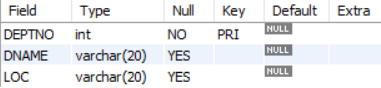 Field Type Null Key Default Extra
DEPTNO int NO PRI NULL
DNAME varchar(20) YES NULL
LOC varchar(20) YES NULL